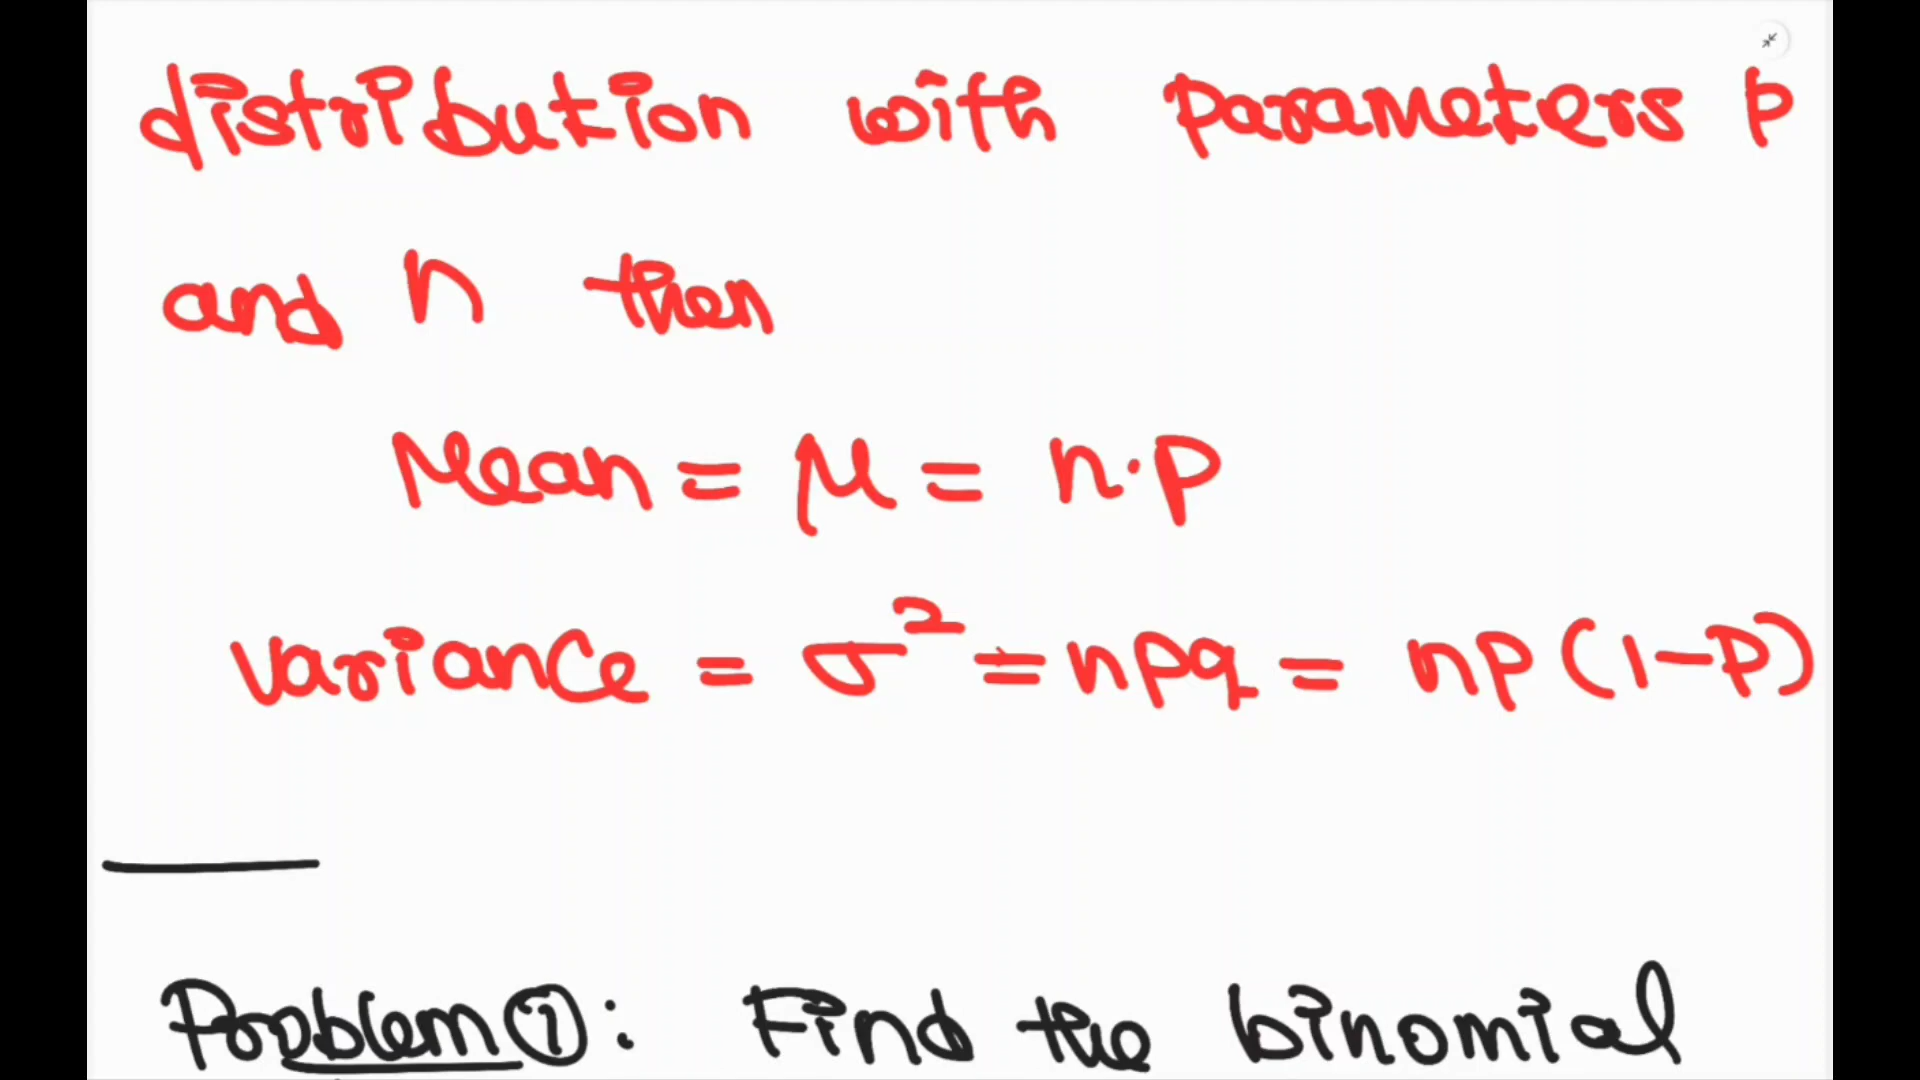 distribution with parameters p
and n then
Mean = μ = n·p
variance = σ² = npq = np(1-p)
Problem ①: Find the binomial